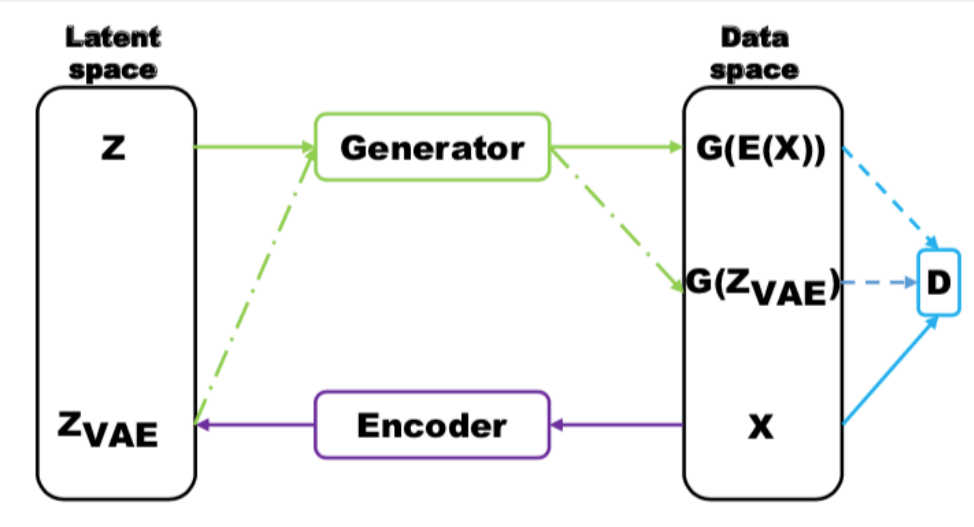 Latent
space
Data
space
Z
Generator
G(E(X))
G(ZVAE)
D
ZVAE
Encoder
X